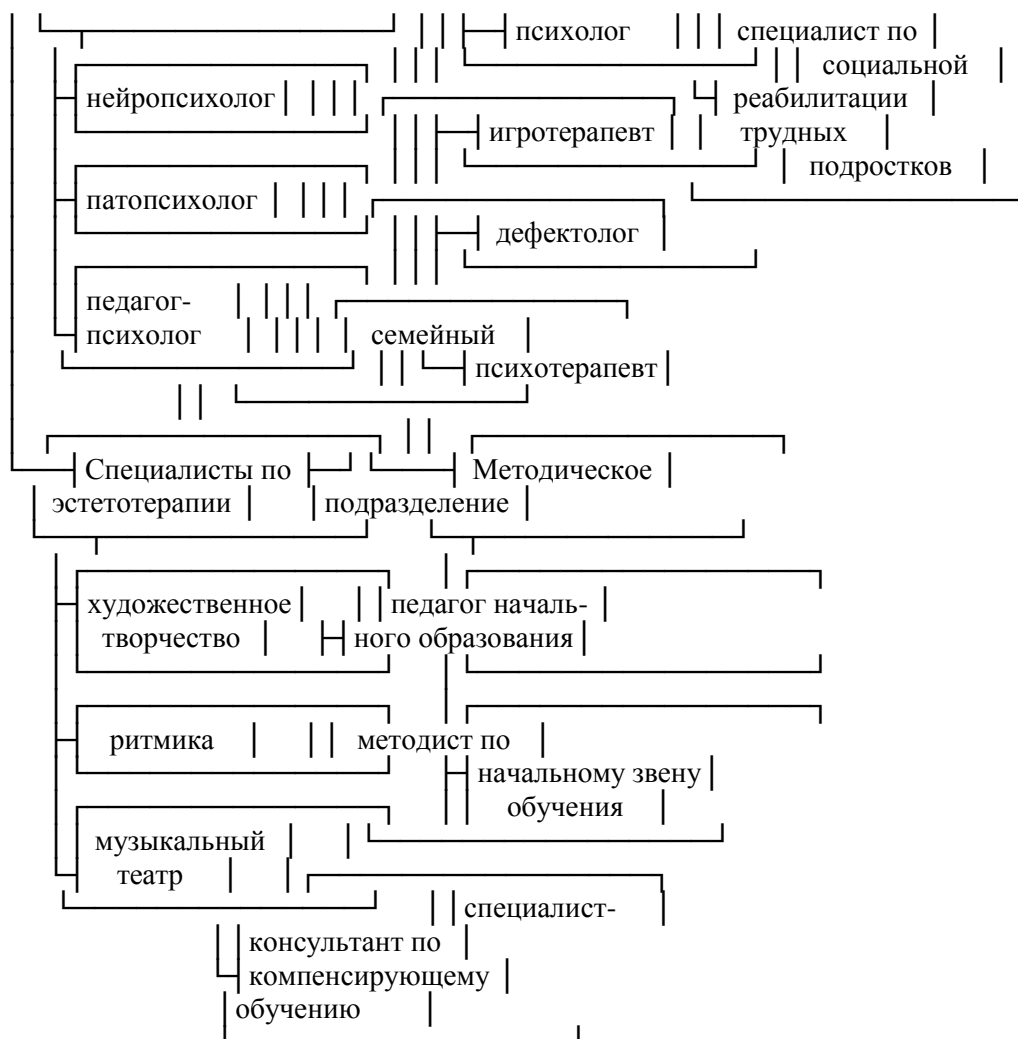 психолог специалист по
социальной
нейропсихолог реабилитации
игротерапевт трудных
подростков
патопсихолог
дефектолог
педагог-
психолог семейный
психотерапевт
Специалисты по Методическое
эстетотерапии подразделение
художественное педагог началь-
творчество ного образования
ритмика методист по
начальному звену
обучения
музыкальный
театр
специалист-
консультант по
компенсирующему
обучению